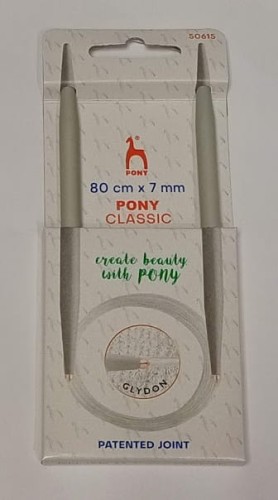 50615
PONY
80 cm x 7 mm
PONY
CLASSIC
create beauty
with PONY
GLYDON
PATENTED JOINT